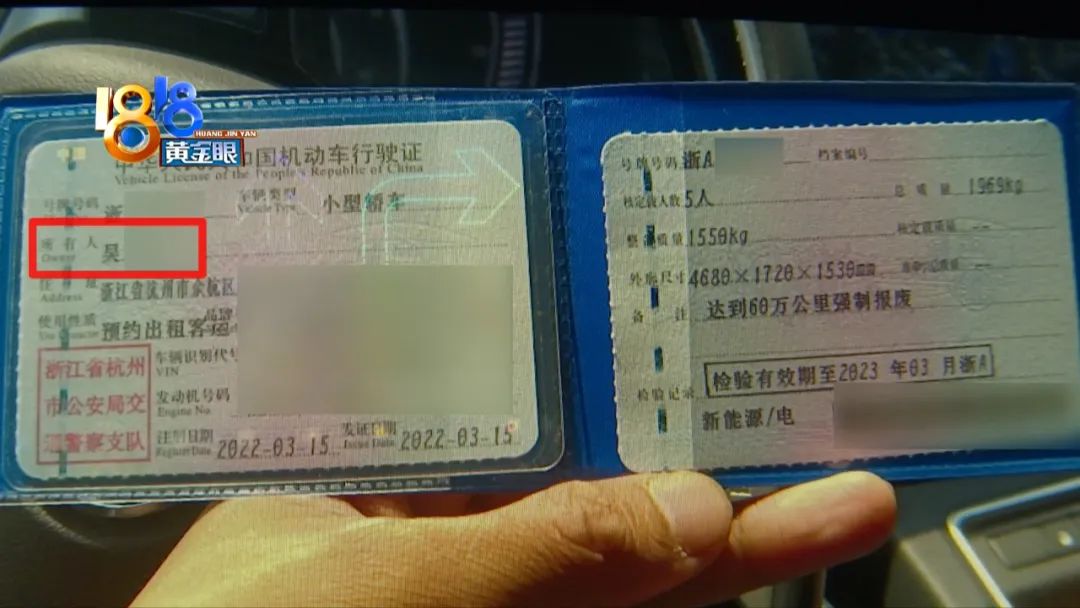 1818
HUANG JIN YAN
黄金眼
中华人民共和国机动车行驶证
Vehicle License of the People's Republic of China
号牌号码 浙
车辆类型 小型轿车
Vehicle Type
所有人 吴
Owner
住址 浙江省杭州市余杭区
Address
使用性质 预约出租客运
Use Character
品牌
浙江省杭州
市公安局交
通警察支队
车辆识别代号
VIN
发动机号码
Engine No.
注册日期 2022-03-15
Register Date
发证日期 2022-03-15
Issue Date
号牌号码 浙A
档案编号
核定载人数 5人
总质量 1969kg
整备质量 1550kg
核定载质量 --
外廓尺寸 4680×1720×1530mm
准牵引总质量 --
备注 达到60万公里强制报废
检验记录
检验有效期至2023 年03 月浙A
新能源/电